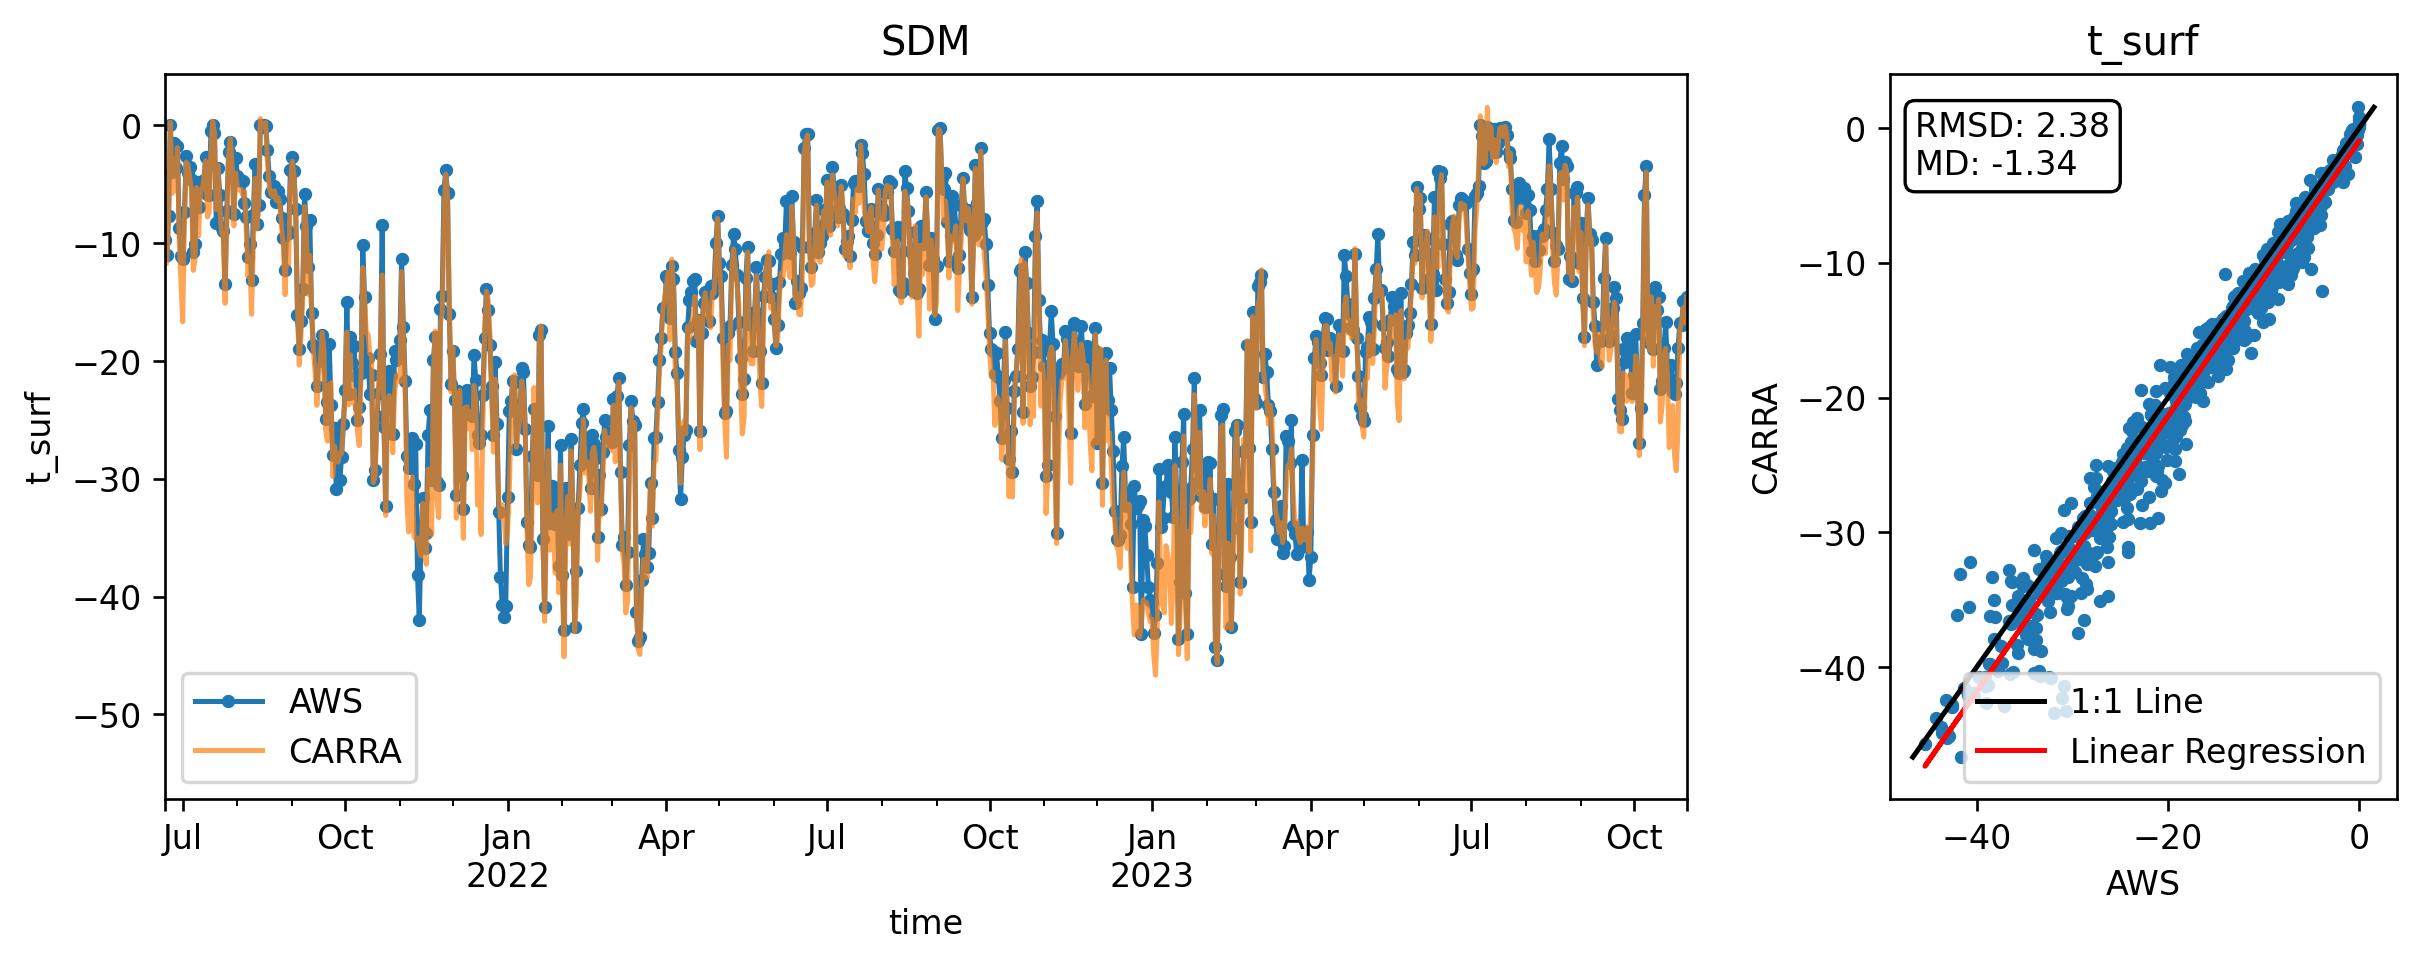 SDM
t_surf
0
−10
−20
−30
−40
−50
AWS
CARRA
Jul
Oct
Jan
2022
Apr
Jul
Oct
Jan
2023
Apr
Jul
Oct
time
t_surf
CARRA
0
−10
−20
−30
−40
RMSD: 2.38
MD: -1.34
1:1 Line
Linear Regression
−40
−20
0
AWS